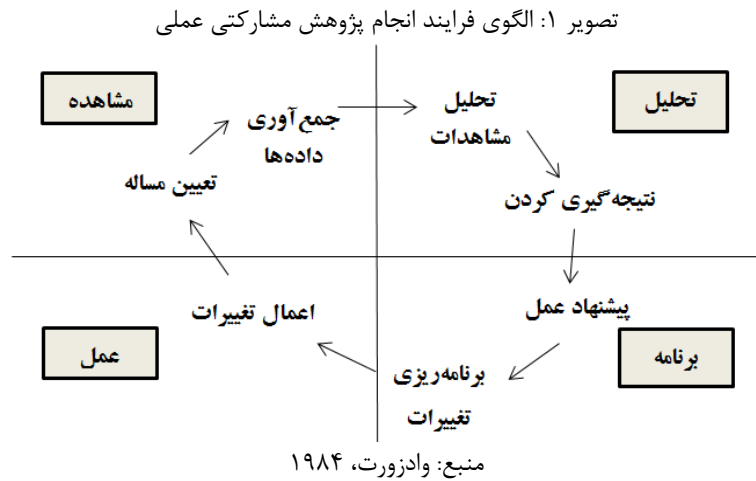 تصویر ۱: الگوی فرایند انجام پژوهش مشارکتی عملی
تحلیل
مشاهده
تحلیل
مشاهدات
جمع‌آوری
داده‌ها
تعیین مساله
نتیجه‌گیری کردن
پیشنهاد عمل
اعمال تغییرات
برنامه
عمل
برنامه‌ریزی
تغییرات
منبع: وادزورت، ۱۹۸۴